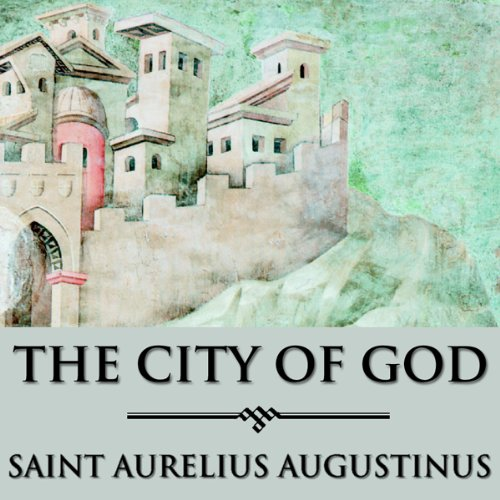 THE CITY OF GOD
SAINT AURELIUS AUGUSTINUS